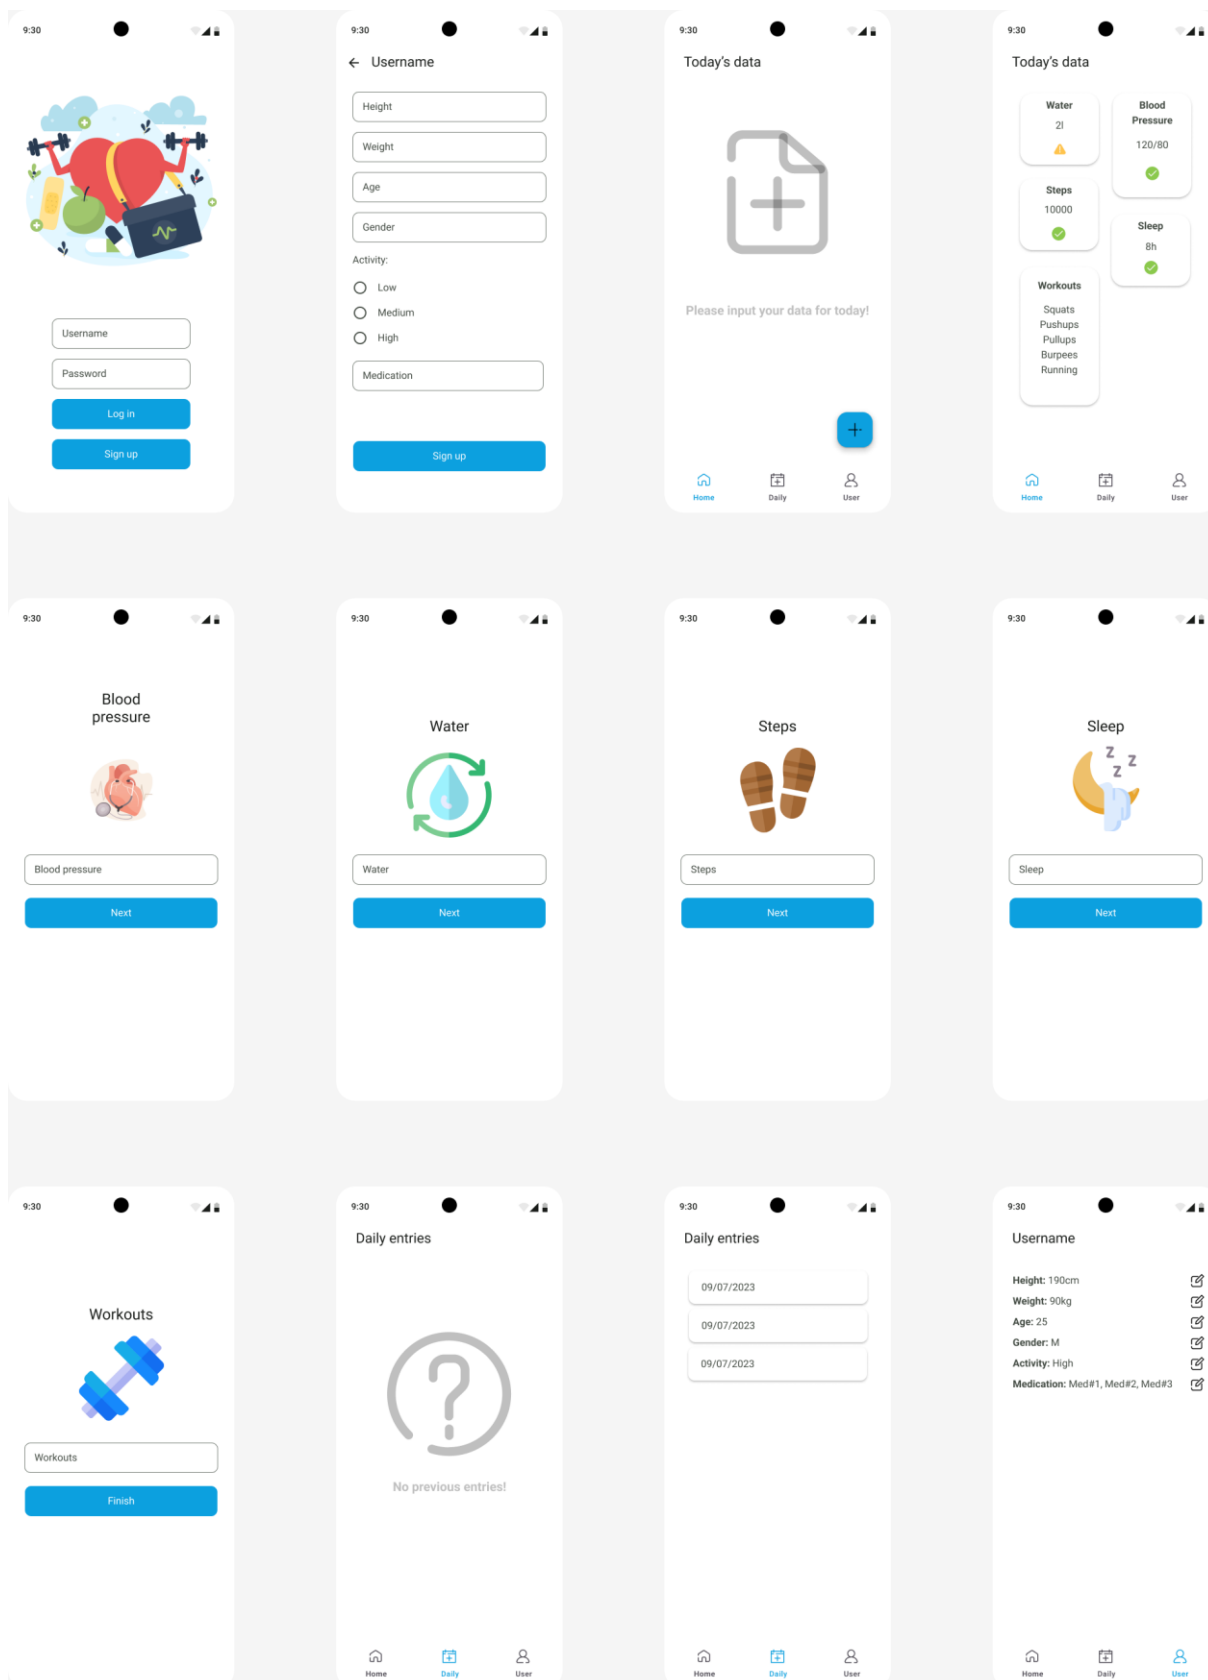 9:30
Username
Password
Log in
Sign up
9:30
Username
Height
Weight
Age
Gender
Activity:
Low
Medium
High
Medication
Sign up
9:30
Today's data
Please input your data for today!
Home Daily User
9:30
Today's data
Water
2l
Blood
Pressure
120/80
Steps
10000
Sleep
8h
Workouts
Squats
Pushups
Pullups
Burpees
Running
Home Daily User
9:30
Blood
pressure
Blood pressure
Next
9:30
Water
Water
Next
9:30
Steps
Steps
Next
9:30
Sleep
Z Z
Z
Sleep
Next
9:30
Workouts
Workouts
Finish
9:30
Daily entries
?
No previous entries!
Home Daily User
9:30
Daily entries
09/07/2023
09/07/2023
09/07/2023
Home Daily User
9:30
Username
Height: 190cm
Weight: 90kg
Age: 25
Gender: M
Activity: High
Medication: Med#1, Med#2, Med#3
Home Daily User